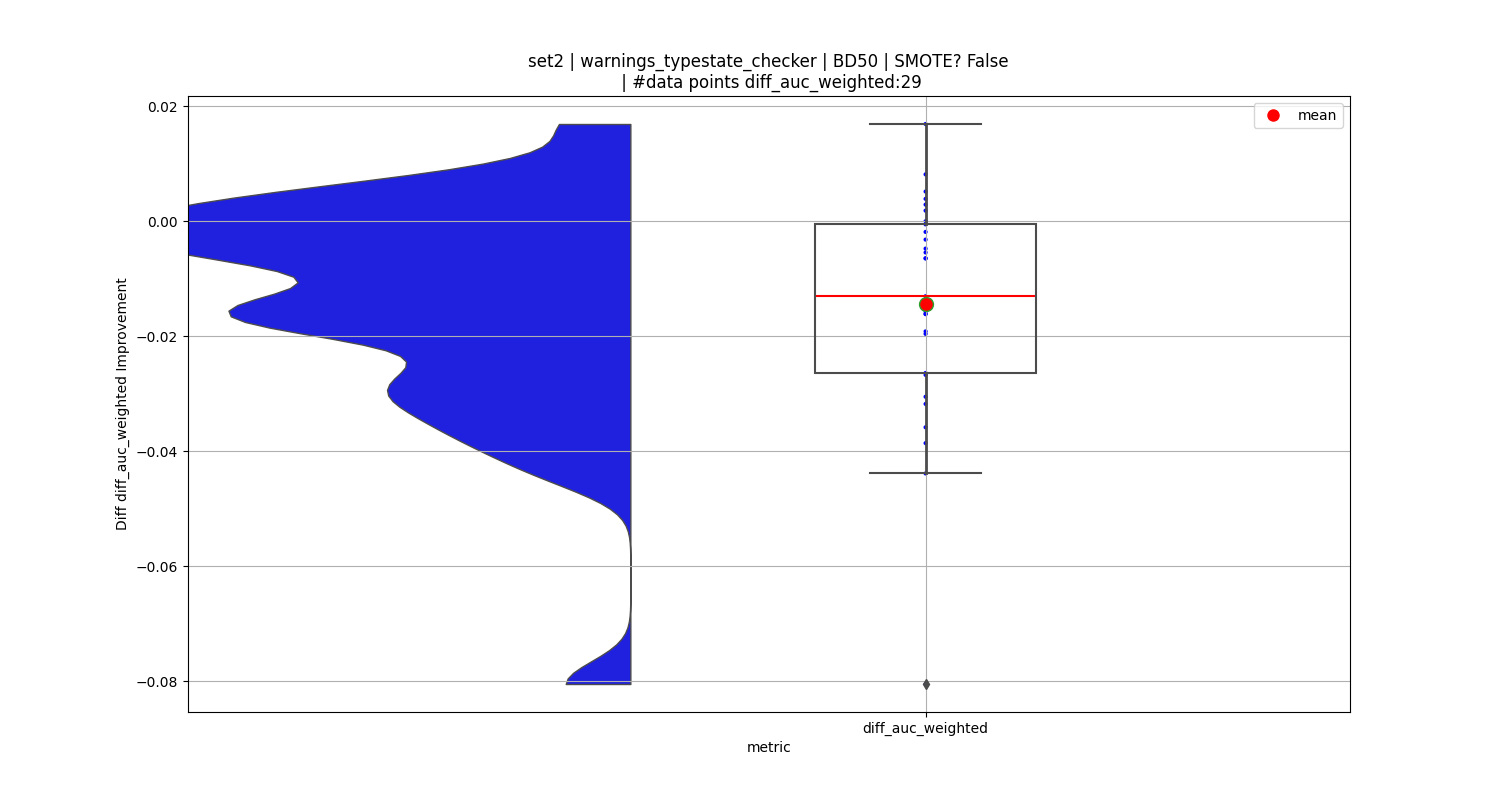 set2 | warnings_typestate_checker | BD50 | SMOTE? False
| #data points diff_auc_weighted:29
mean
0.02
0.00
−0.02
−0.04
−0.06
−0.08
Diff diff_auc_weighted Improvement
diff_auc_weighted
metric